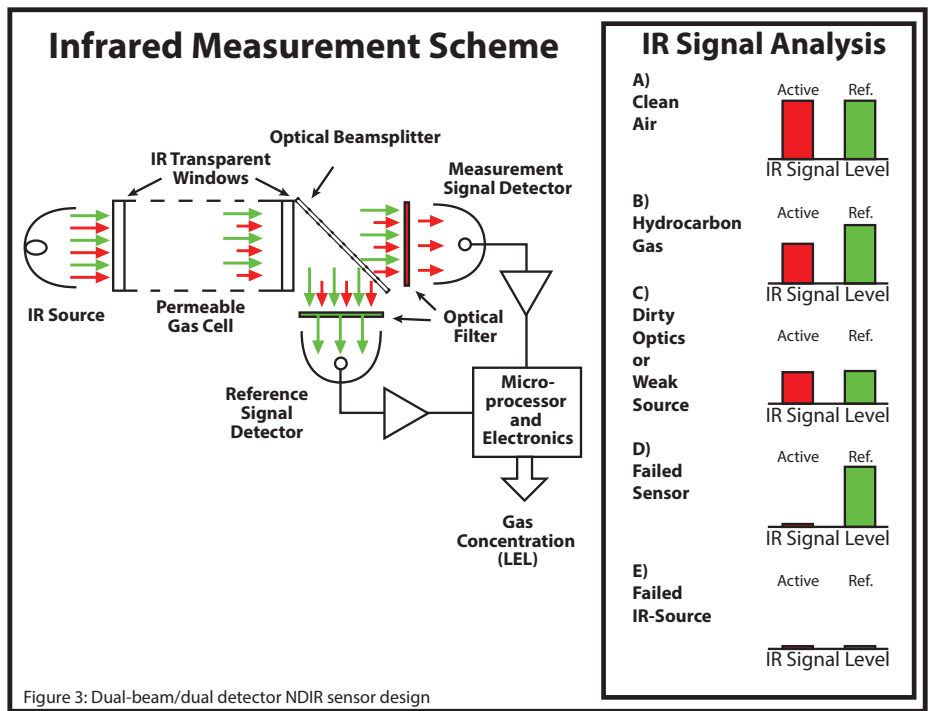 Infrared Measurement Scheme
Optical Beamsplitter
IR Transparent
Windows
Measurement
Signal Detector
IR Source
Permeable
Gas Cell
Optical
Filter
Reference
Signal
Detector
Micro-
processor
and
Electronics
Gas
Concentration
(LEL)
Figure 3: Dual-beam/dual detector NDIR sensor design
IR Signal Analysis
A)
Clean
Air
Active Ref.
IR Signal Level
B)
Hydrocarbon
Gas
Active Ref.
IR Signal Level
C)
Dirty
Optics
or
Weak
Source
Active Ref.
IR Signal Level
D)
Failed
Sensor
Active Ref.
IR Signal Level
E)
Failed
IR-Source
Active Ref.
IR Signal Level